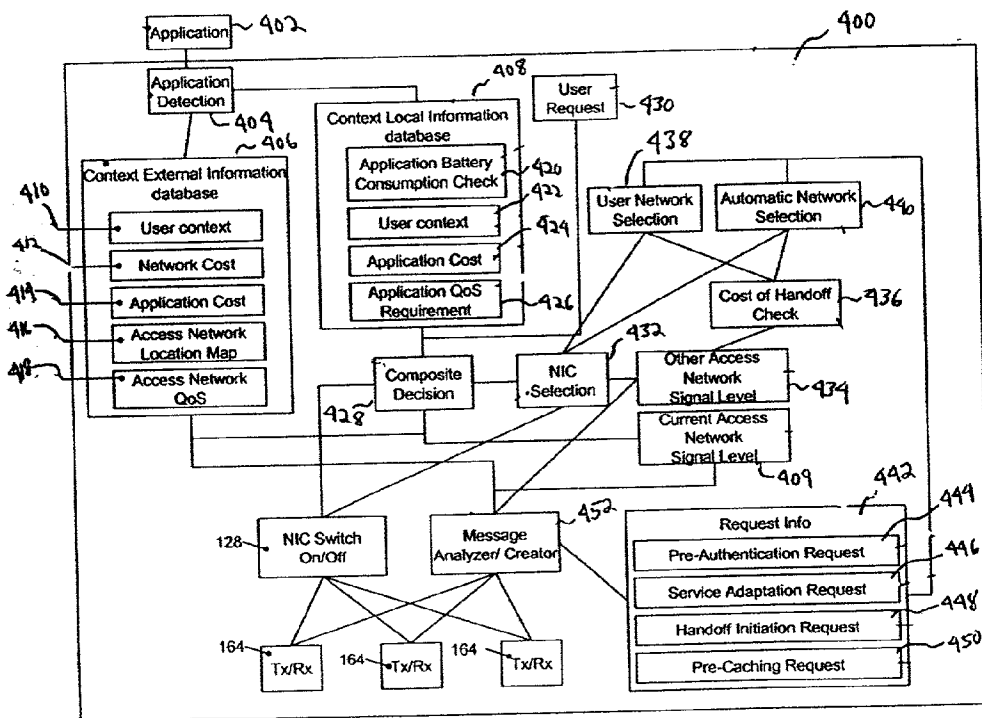 Application
402
400
Application
Detection
404
408
User
Request
430
406
Context Local Information
database
438
Context External Information
database
Application Battery
Consumption Check
420
User Network
Selection
Automatic Network
Selection
440
410
User context
User context
422
412
Network Cost
Application Cost
424
414
Application Cost
Application QoS
Requirement
426
Cost of Handoff
Check
436
416
Access Network
Location Map
432
418
Access Network
QoS
Composite
Decision
428
NIC
Selection
Other Access
Network
Signal Level
434
Current Access
Network
Signal Level
409
442
452
444
128
NIC Switch
On/Off
Message
Analyzer/ Creator
Request Info
Pre-Authentication Request
446
Service Adaptation Request
448
Handoff Initiation Request
450
Pre-Caching Request
164
Tx/Rx
164
Tx/Rx
164
Tx/Rx